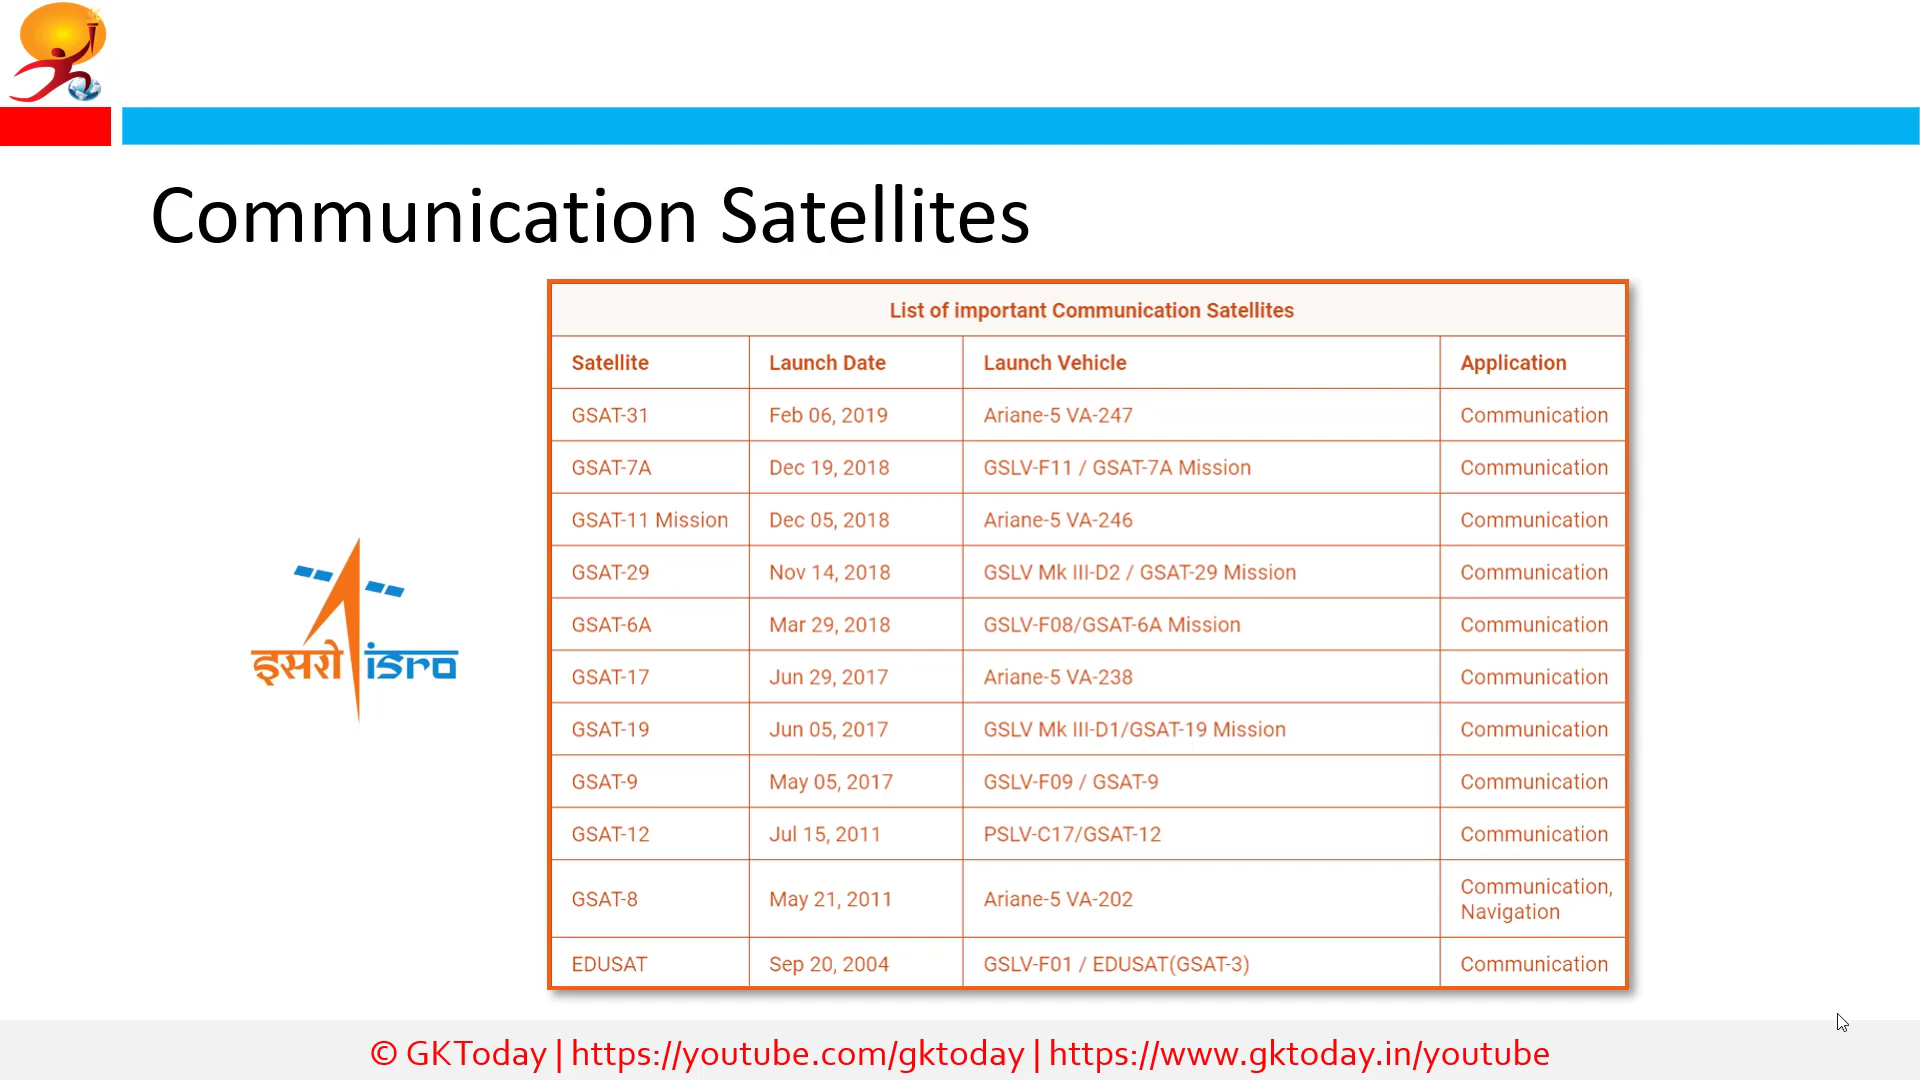 Communication Satellites
List of important Communication Satellites
Satellite Launch Date Launch Vehicle Application
GSAT-31 Feb 06, 2019 Ariane-5 VA-247 Communication
GSAT-7A Dec 19, 2018 GSLV-F11 / GSAT-7A Mission Communication
GSAT-11 Mission Dec 05, 2018 Ariane-5 VA-246 Communication
GSAT-29 Nov 14, 2018 GSLV Mk III-D2 / GSAT-29 Mission Communication
GSAT-6A Mar 29, 2018 GSLV-F08/GSAT-6A Mission Communication
GSAT-17 Jun 29, 2017 Ariane-5 VA-238 Communication
GSAT-19 Jun 05, 2017 GSLV Mk III-D1/GSAT-19 Mission Communication
GSAT-9 May 05, 2017 GSLV-F09 / GSAT-9 Communication
GSAT-12 Jul 15, 2011 PSLV-C17/GSAT-12 Communication
GSAT-8 May 21, 2011 Ariane-5 VA-202 Communication,
Navigation
EDUSAT Sep 20, 2004 GSLV-F01 / EDUSAT(GSAT-3) Communication
इसरो isro
© GKToday | https://youtube.com/gktoday | https://www.gktoday.in/youtube